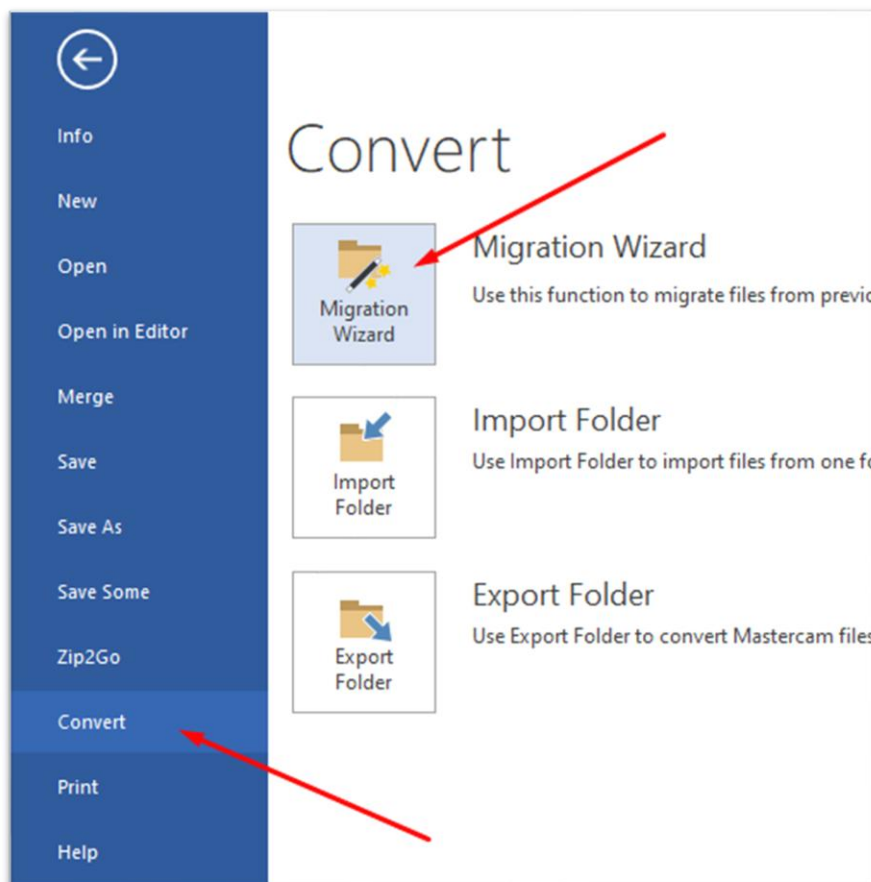 Info
New
Open
Open in Editor
Merge
Save
Save As
Save Some
Zip2Go
Convert
Print
Help
Convert
Migration
Wizard
Migration Wizard
Use this function to migrate files from
Import
Folder
Import Folder
Use Import Folder to import files from one
Export
Folder
Export Folder
Use Export Folder to convert Mastercam files